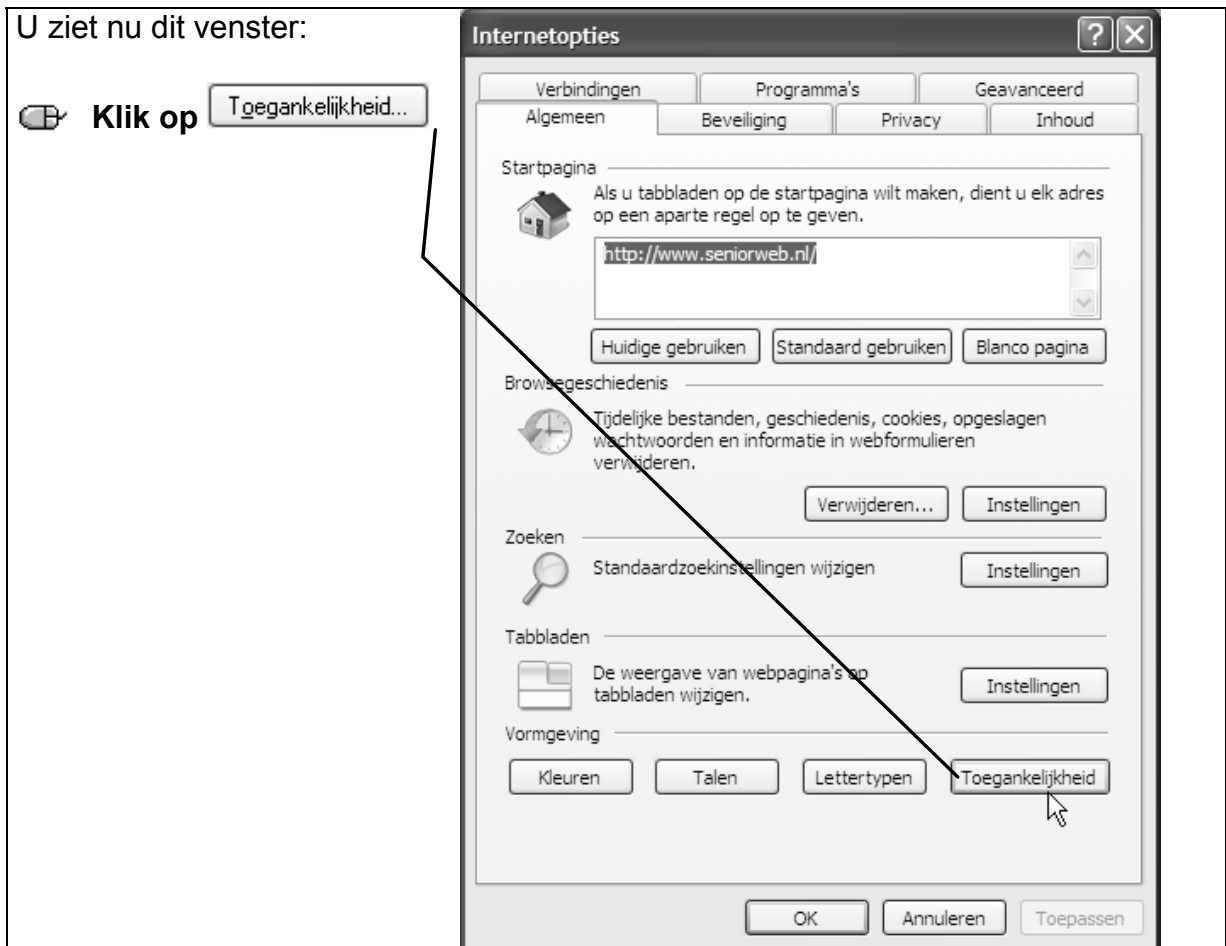 U ziet nu dit venster:
Klik op Toegankelijkheid...
Internetopties
Verbindingen Programma's Geavanceerd
Algemeen Beveiliging Privacy Inhoud
Startpagina
Als u tabbladen op de startpagina wilt maken, dient u elk adres
op een aparte regel op te geven.
http://www.seniorweb.nl/
Huidige gebruiken Standaard gebruiken Blanco pagina
Browsegeschiedenis
Tijdelijke bestanden, geschiedenis, cookies, opgeslagen
wachtwoorden en informatie in webformulieren
verwijderen.
Verwijderen... Instellingen
Zoeken
Standaardzoekinstellingen wijzigen Instellingen
Tabbladen
De weergave van webpagina's op
tabbladen wijzigen.
Instellingen
Vormgeving
Kleuren Talen Lettertypen Toegankelijkheid
OK Annuleren Toepassen